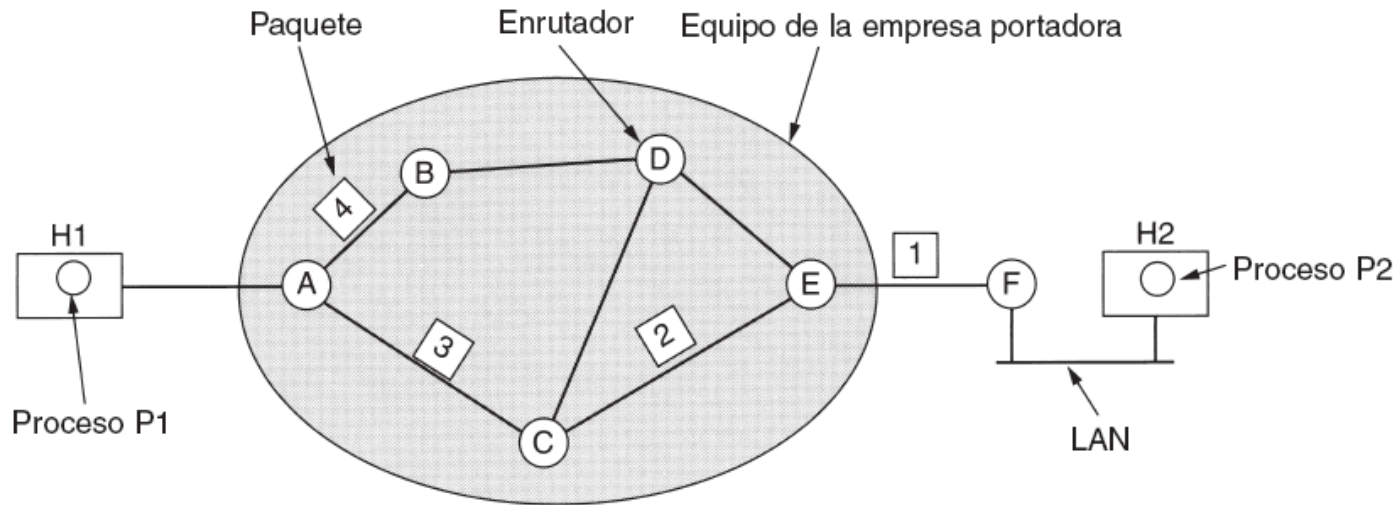 Paquete
Enrutador
Equipo de la empresa portadora
B
D
4
H1
1
H2
A
E
F
Proceso P2
3
2
Proceso P1
C
LAN